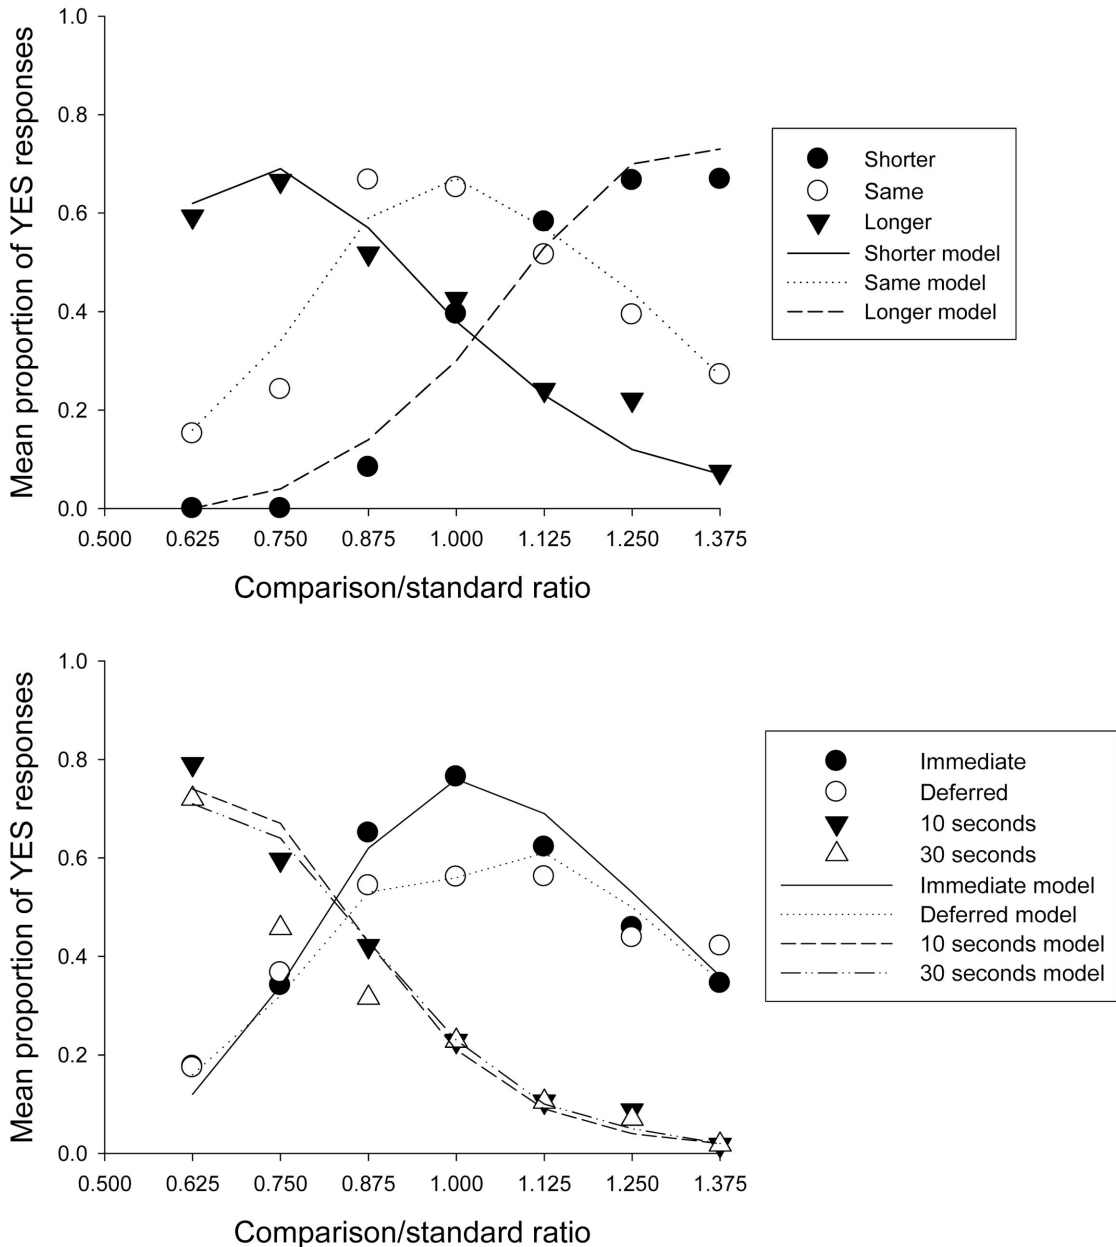 Mean proportion of YES responses
1.0
0.8
0.6
0.4
0.2
0.0
0.500 0.625 0.750 0.875 1.000 1.125 1.250 1.375
Comparison/standard ratio
Shorter
Same
Longer
Shorter model
Same model
Longer model
Mean proportion of YES responses
1.0
0.8
0.6
0.4
0.2
0.0
0.500 0.625 0.750 0.875 1.000 1.125 1.250 1.375
Comparison/standard ratio
Immediate
Deferred
10 seconds
30 seconds
Immediate model
Deferred model
10 seconds model
30 seconds model